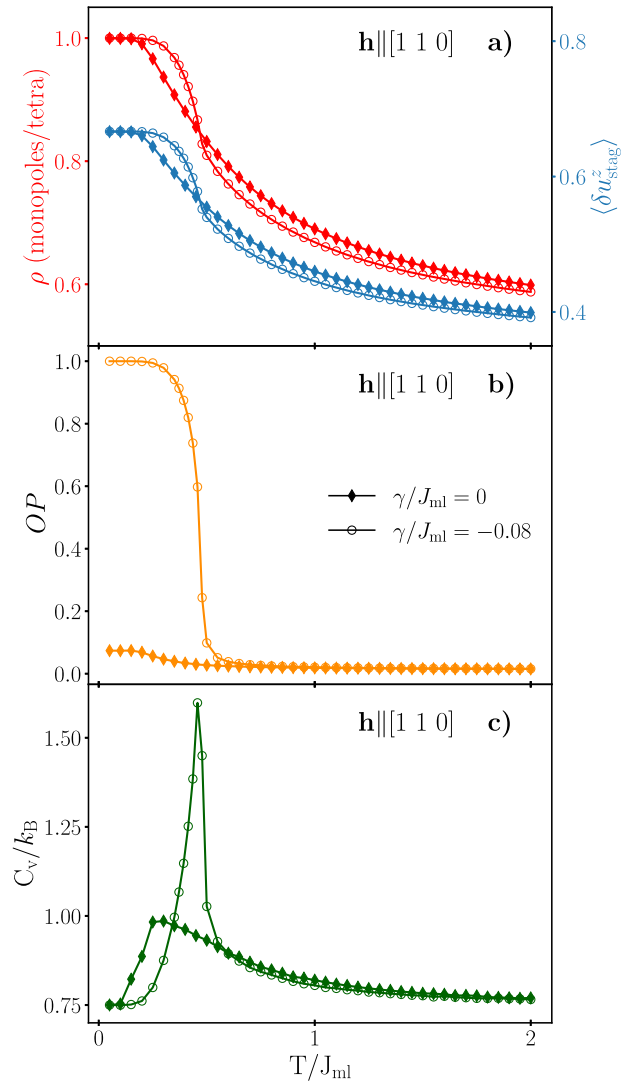 h||[1 1 0] a)
1.0
0.8
0.6
ρ (monopoles/tetra)
0.8
0.6
0.4
⟨δu^z_stag⟩
h||[1 1 0] b)
1.0
0.8
0.6
0.4
0.2
0.0
OP
γ/J_ml = 0
γ/J_ml = −0.08
h||[1 1 0] c)
1.50
1.25
1.00
0.75
C_v/k_B
0 1 2
T/J_ml